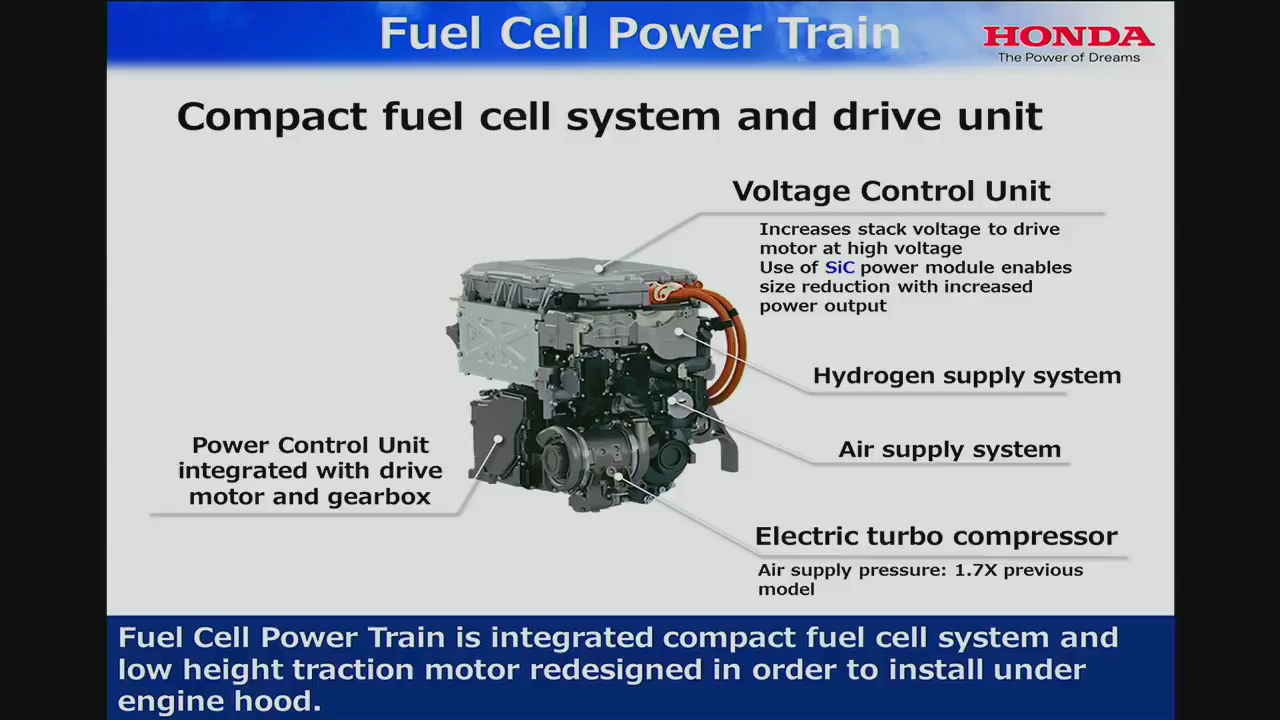 Fuel Cell Power Train
HONDA
The Power of Dreams
Compact fuel cell system and drive unit
Voltage Control Unit
Increases stack voltage to drive
motor at high voltage
Use of SiC power module enables
size reduction with increased
power output
Hydrogen supply system
Air supply system
Power Control Unit
integrated with drive
motor and gearbox
Electric turbo compressor
Air supply pressure: 1.7X previous
model
Fuel Cell Power Train is integrated compact fuel cell system and
low height traction motor redesigned in order to install under
engine hood.